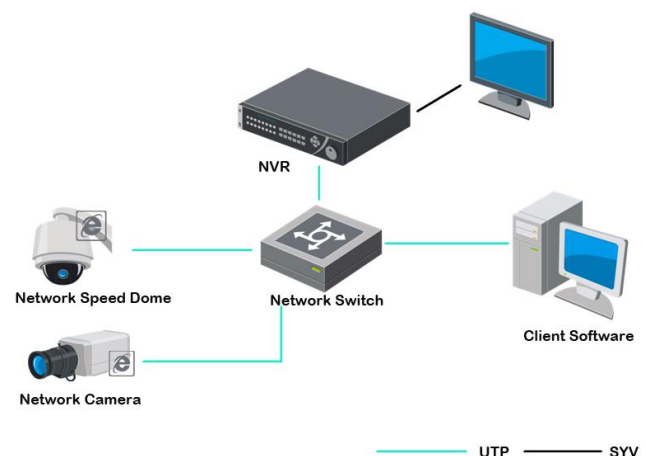 NVR
Network Speed Dome
Network Switch
Client Software
Network Camera
UTP
SYV